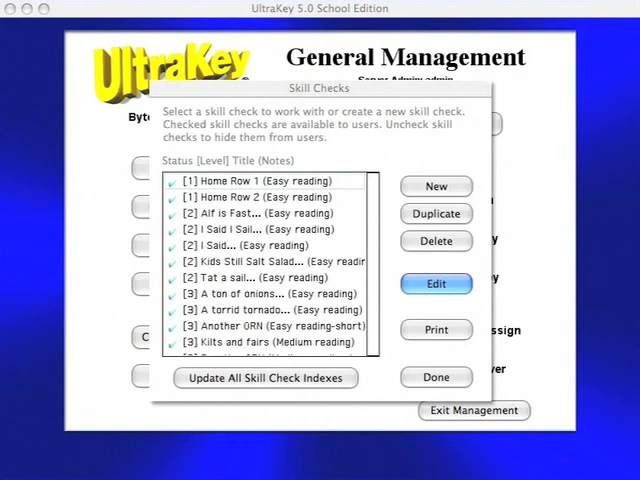 UltraKey 5.0 School Edition
UltraKey
General Management
Server Admin admin
Skill Checks
Select a skill check to work with or create a new skill check.
Checked skill checks are available to users. Uncheck skill
checks to hide them from users.
Byte
Status [Level] Title (Notes)
[1] Home Row 1 (Easy reading)
[1] Home Row 2 (Easy reading)
[2] Alf is Fast... (Easy reading)
[2] I Said I Sail... (Easy reading)
[2] I Said... (Easy reading)
[2] Kids Still Salt Salad... (Easy readin
[2] Tat a sail... (Easy reading)
[3] A ton of onions... (Easy reading)
[3] A torrid tornado... (Easy reading)
[3] Another ORN (Easy reading-short)
[3] Kilts and fairs (Medium reading)
New
Duplicate
Delete
Edit
Print
Done
Update All Skill Check Indexes
C
ssign
ver
Exit Management